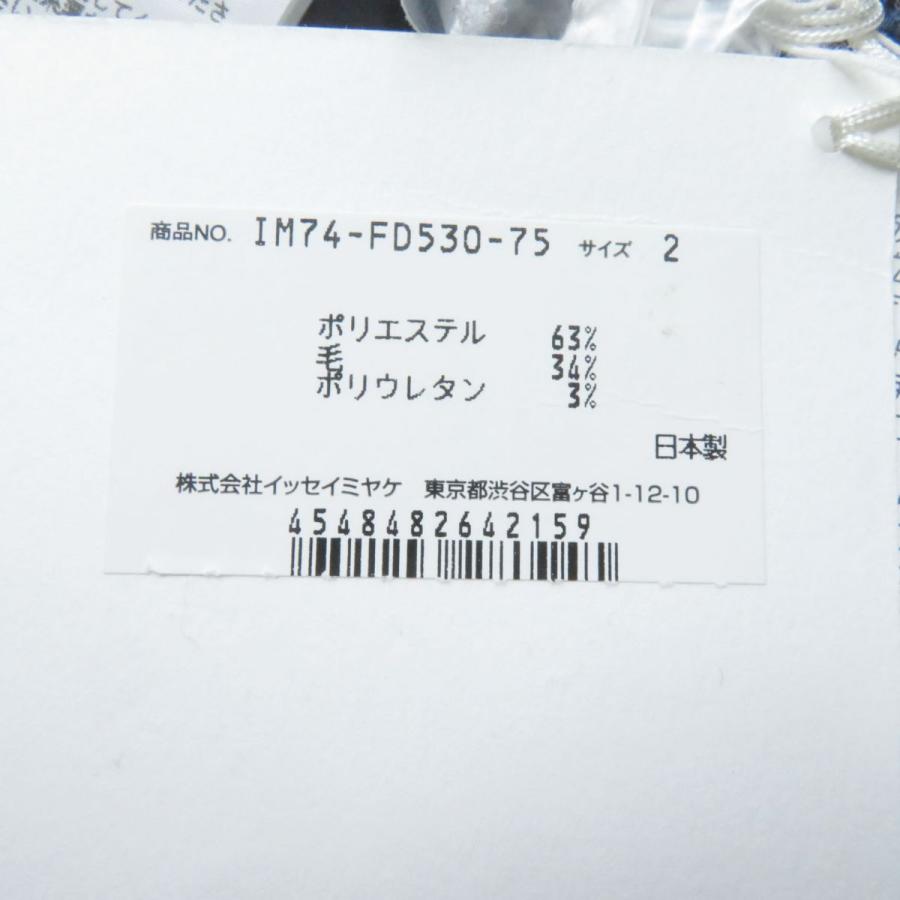 商品NO. IM74-FD530-75 サイズ 2
ポリエステル 63%
毛 34%
ポリウレタン 3%
日本製
株式会社イッセイミヤケ 東京都渋谷区富ヶ谷1-12-10
4548482642159